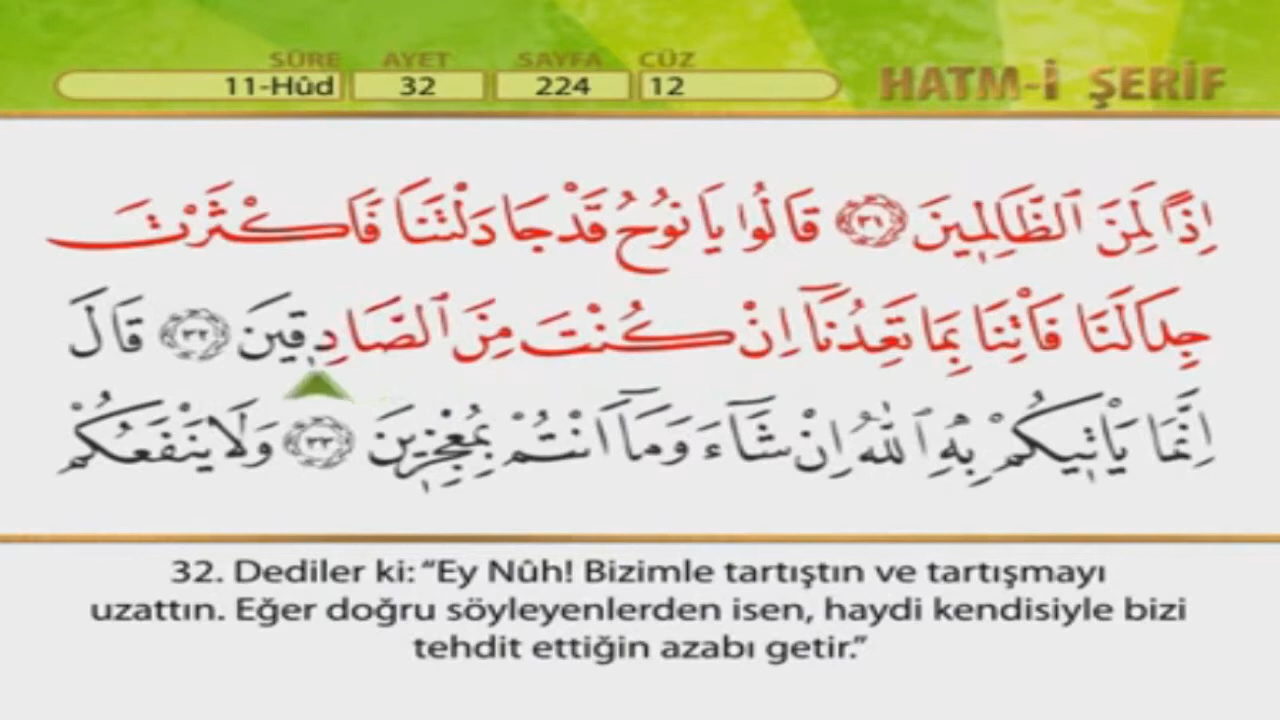 SÛRE AYET SAYFA CÜZ
11-Hûd 32 224 12
HATM-İ ŞERİF
اِذًا لَمِنَ الظَّالِمٖينَ ﴿٣١﴾ قَالُوا يَا نُوحُ قَدْ جَادَلْتَنَا فَاَكْثَرْتَ
جِدَالَنَا فَاْتِنَا بِمَا تَعِدُنَٓا اِنْ كُنْتَ مِنَ الصَّادِقٖينَ ﴿٣٢﴾ قَالَ
اِنَّمَا يَاْتٖيكُمْ بِهِ اللّٰهُ اِنْ شَٓاءَ وَمَٓا اَنْتُمْ بِمُعْجِزٖينَ ﴿٣٣﴾ وَلَا يَنْفَعُكُمْ
32. Dediler ki: “Ey Nûh! Bizimle tartıştın ve tartışmayı
uzattın. Eğer doğru söyleyenlerden isen, haydi kendisiyle bizi
tehdit ettiğin azabı getir.”